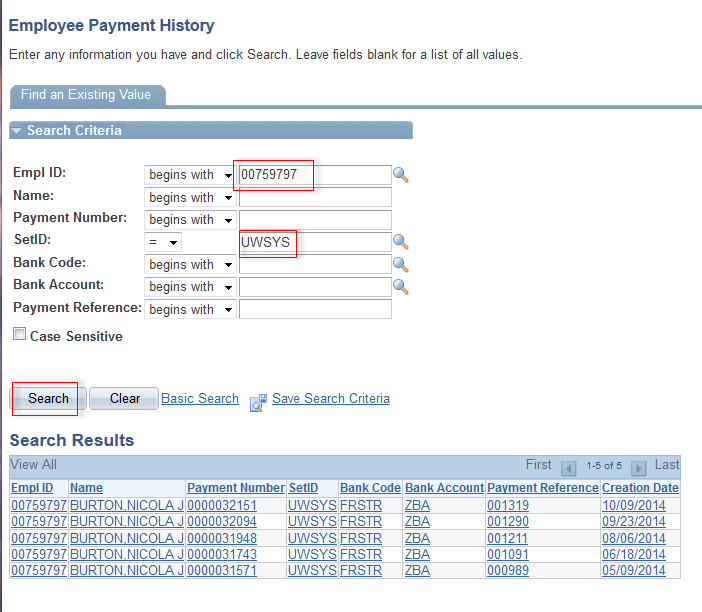 Employee Payment History
Enter any information you have and click Search. Leave fields blank for a list of all values.
Find an Existing Value
Search Criteria
Empl ID: begins with 00759797
Name: begins with
Payment Number: begins with
SetID: = UWSYS
Bank Code: begins with
Bank Account: begins with
Payment Reference: begins with
Case Sensitive
Search Clear Basic Search Save Search Criteria
Search Results
View All First 1-5 of 5 Last
Empl ID Name Payment Number SetID Bank Code Bank Account Payment Reference Creation Date
00759797 BURTON,NICOLA J 0000032151 UWSYS FRSTR ZBA 001319 10/09/2014
00759797 BURTON,NICOLA J 0000032094 UWSYS FRSTR ZBA 001290 09/23/2014
00759797 BURTON,NICOLA J 0000031948 UWSYS FRSTR ZBA 001211 08/06/2014
00759797 BURTON,NICOLA J 0000031743 UWSYS FRSTR ZBA 001091 06/18/2014
00759797 BURTON,NICOLA J 0000031571 UWSYS FRSTR ZBA 000989 05/09/2014